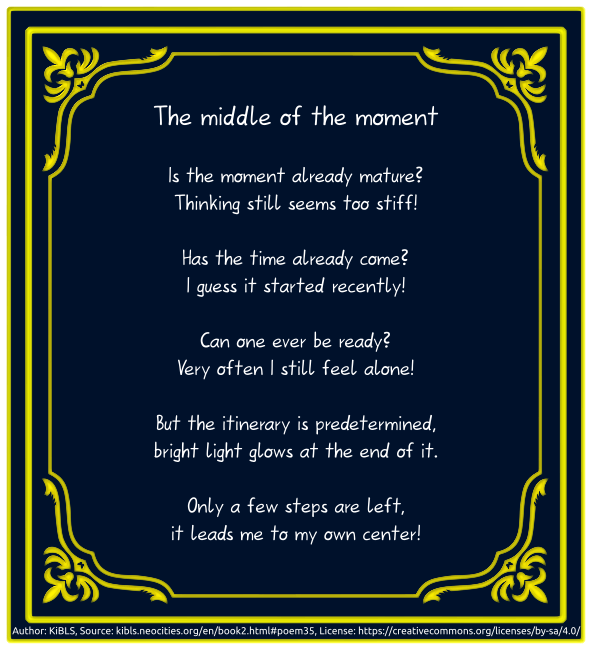 The middle of the moment
Is the moment already mature?
Thinking still seems too stiff!
Has the time already come?
I guess it started recently!
Can one ever be ready?
Very often I still feel alone!
But the itinerary is predetermined,
bright light glows at the end of it.
Only a few steps are left,
it leads me to my own center!
Author: KiBLS, Source: kibls.neocities.org/en/book2.html#poem35, License: https://creativecommons.org/licenses/by-sa/4.0/